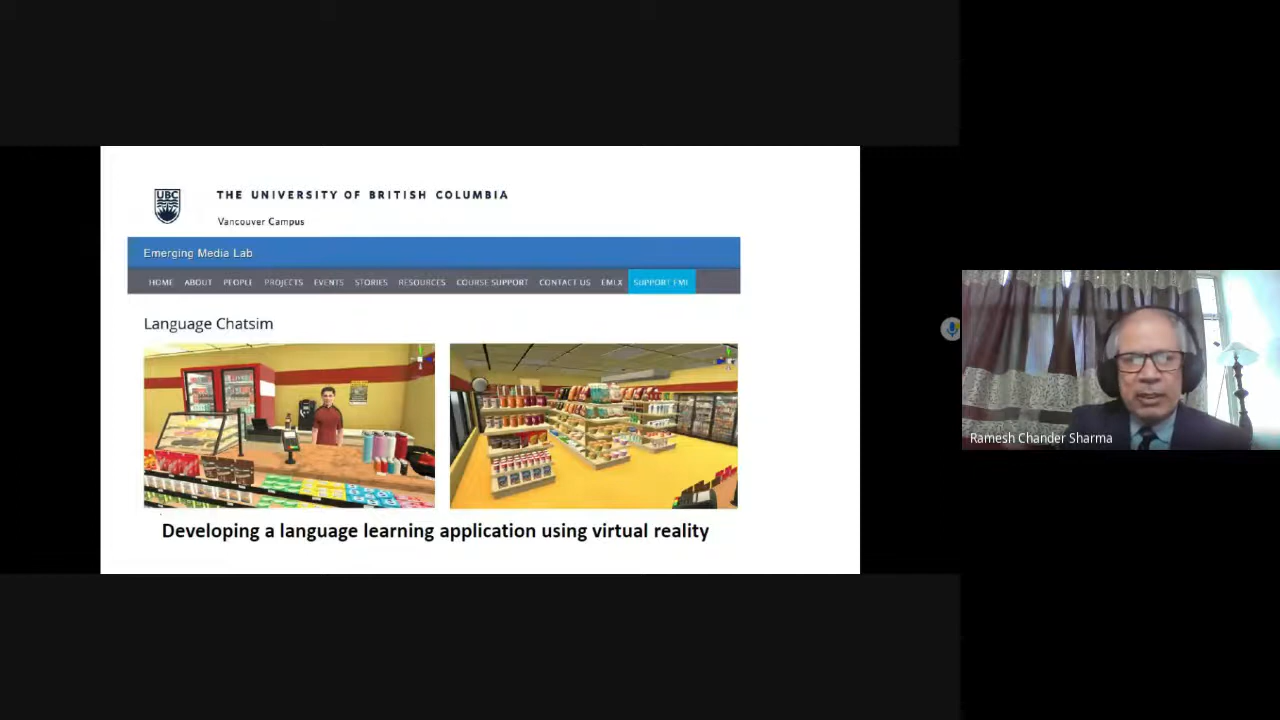 UBC
THE UNIVERSITY OF BRITISH COLUMBIA
Vancouver Campus
Emerging Media Lab
HOME ABOUT PEOPLE PROJECTS EVENTS STORIES RESOURCES COURSE SUPPORT CONTACT US EMLX SUPPORT EML
Language Chatsim
Developing a language learning application using virtual reality
Ramesh Chander Sharma